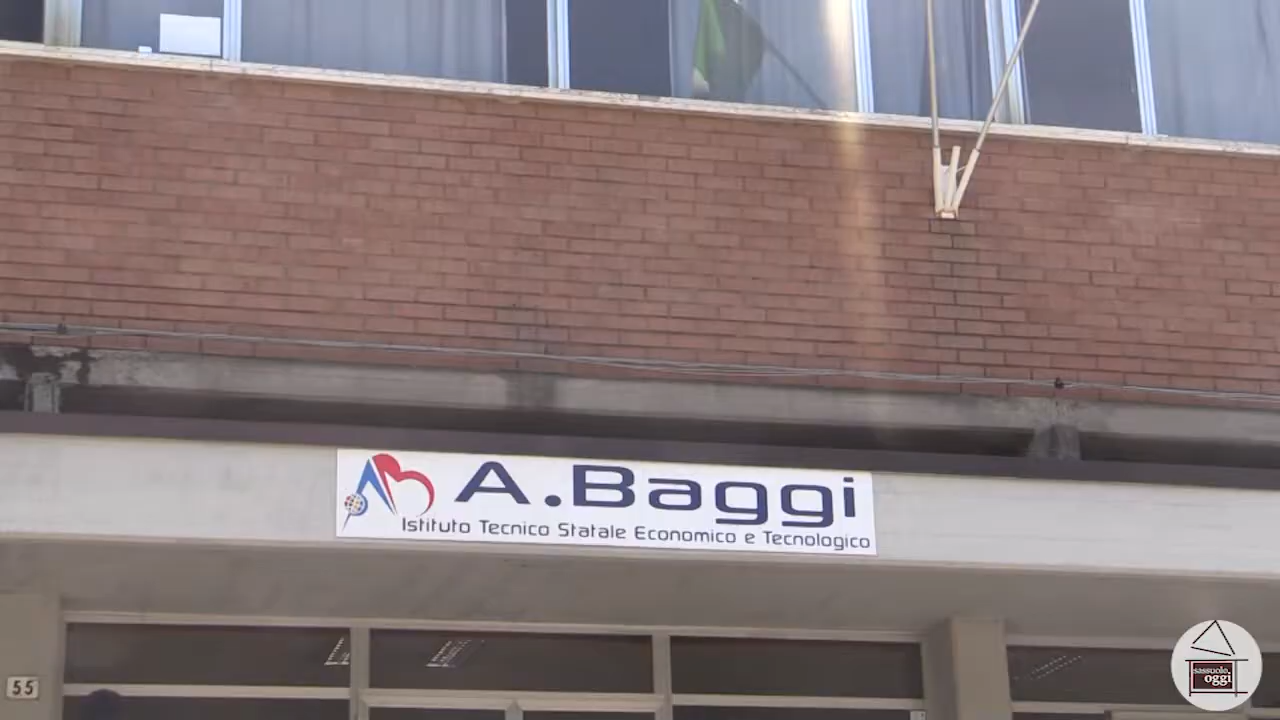 A.Baggi
Istituto Tecnico Statale Economico e Tecnologico
55
sassuolo
oggi